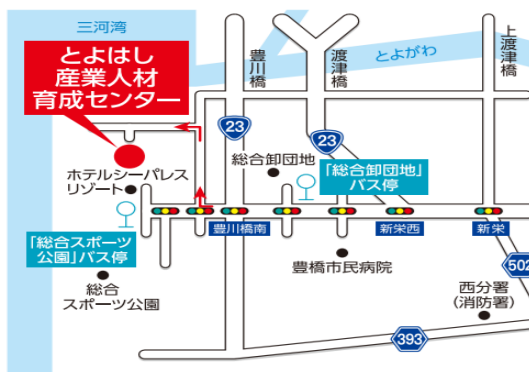 三河湾
とよはし
産業人材
育成センター
豊川橋
渡津橋
上渡津橋
とよがわ
23
23
総合卸団地
「総合卸団地」
バス停
ホテルシーパレス
リゾート
豊川橋南
新栄西
新栄
「総合スポーツ
公園」バス停
総合
スポーツ公園
豊橋市民病院
502
西分署
(消防署)
393